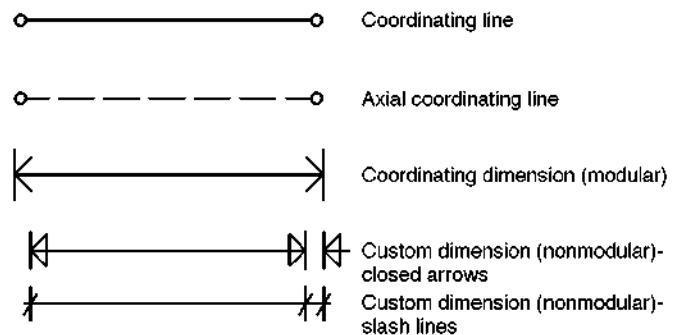 Coordinating line
Axial coordinating line
Coordinating dimension (modular)
Custom dimension (nonmodular)-
closed arrows
Custom dimension (nonmodular)-
slash lines